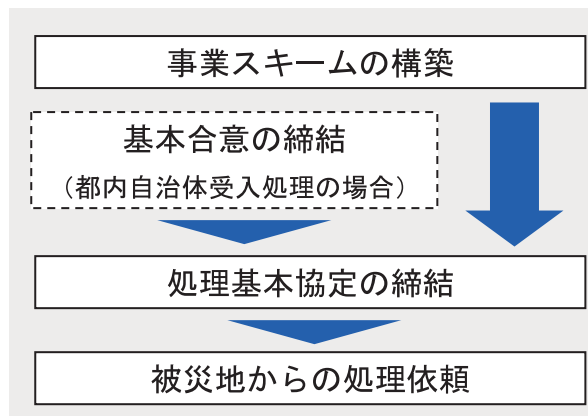 事業スキームの構築
基本合意の締結
（都内自治体受入処理の場合）
処理基本協定の締結
被災地からの処理依頼